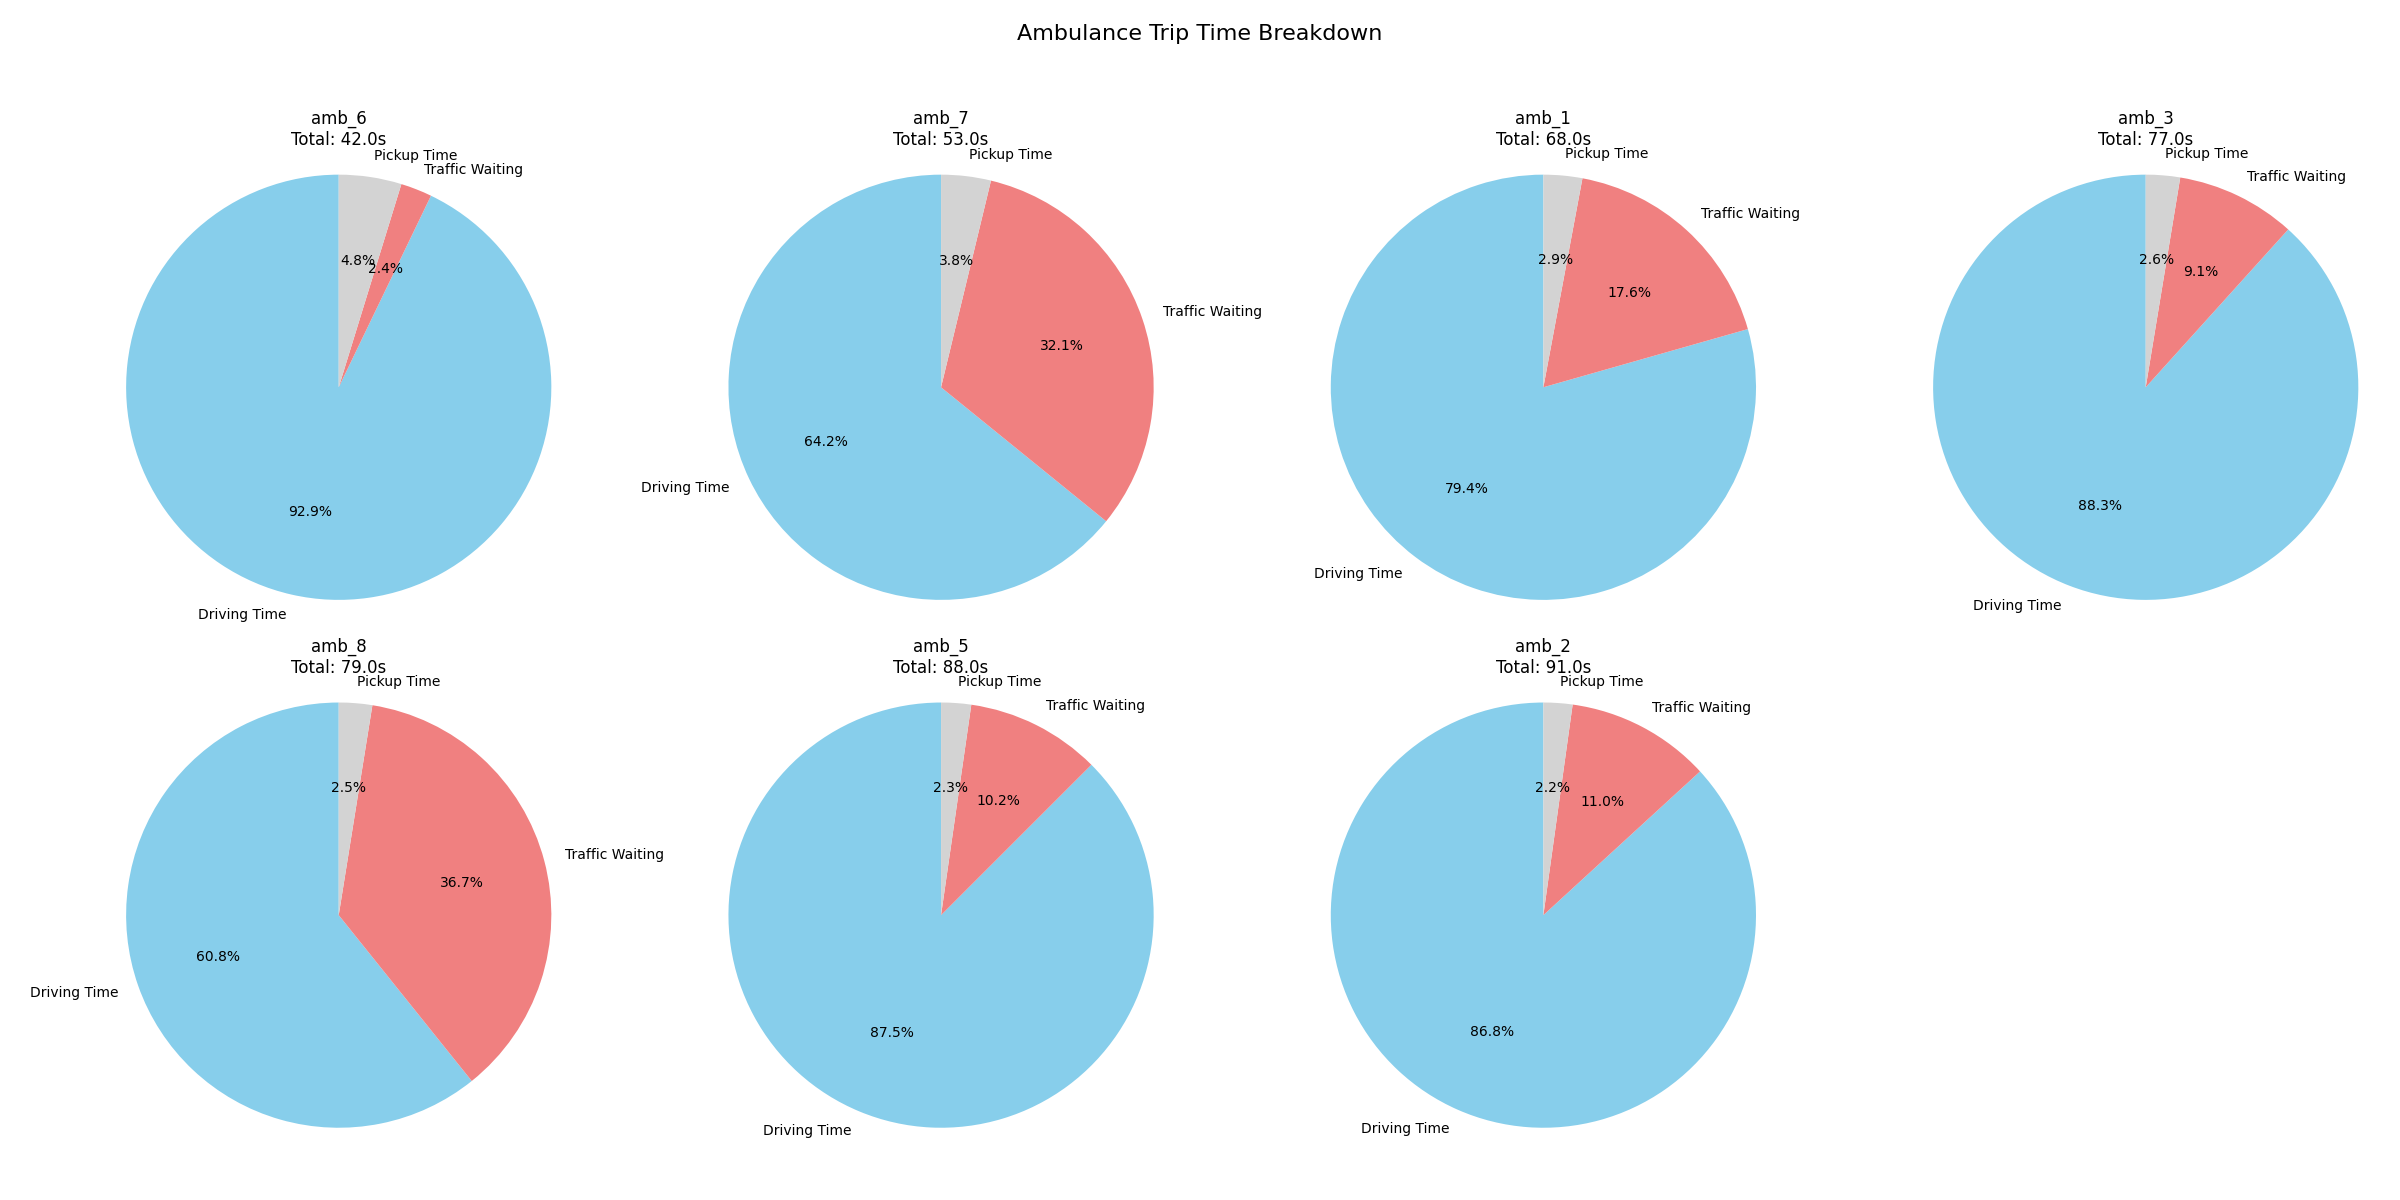 Ambulance Trip Time Breakdown
amb_6
Total: 42.0s
Pickup Time
Traffic Waiting
4.8%
2.4%
92.9%
Driving Time
amb_7
Total: 53.0s
Pickup Time
3.8%
Traffic Waiting
32.1%
64.2%
Driving Time
amb_1
Total: 68.0s
Pickup Time
Traffic Waiting
2.9%
17.6%
79.4%
Driving Time
amb_3
Total: 77.0s
Pickup Time
Traffic Waiting
2.6%
9.1%
88.3%
Driving Time
amb_8
Total: 79.0s
Pickup Time
2.5%
Traffic Waiting
36.7%
60.8%
Driving Time
amb_5
Total: 88.0s
Pickup Time
Traffic Waiting
2.3%
10.2%
87.5%
Driving Time
amb_2
Total: 91.0s
Pickup Time
Traffic Waiting
2.2%
11.0%
86.8%
Driving Time